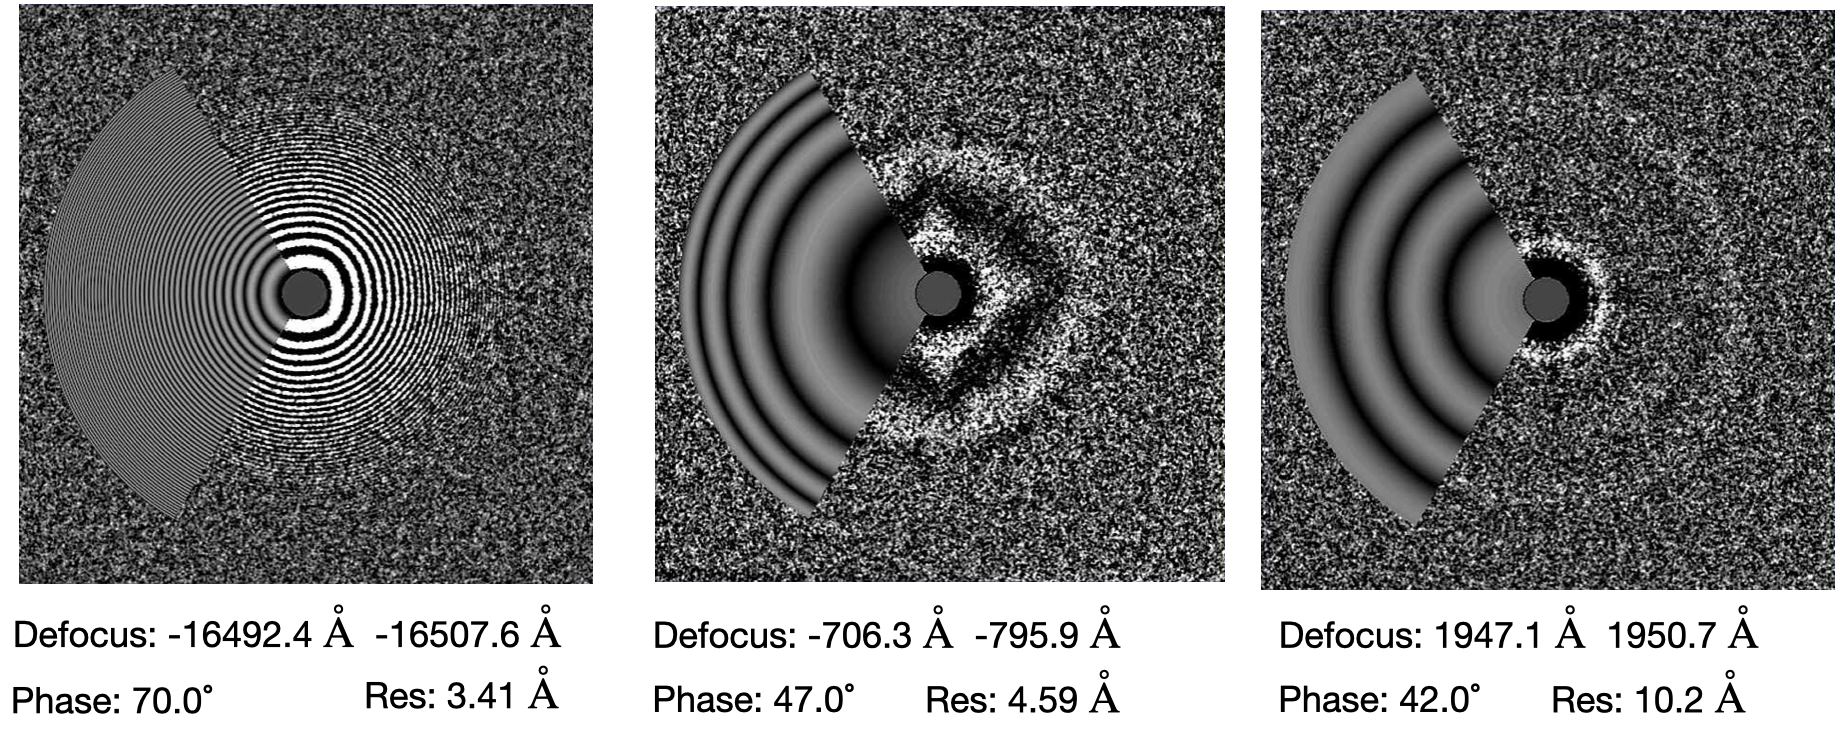 Defocus: -16492.4 Å -16507.6 Å
Phase: 70.0° Res: 3.41 Å
Defocus: -706.3 Å -795.9 Å
Phase: 47.0° Res: 4.59 Å
Defocus: 1947.1 Å 1950.7 Å
Phase: 42.0° Res: 10.2 Å